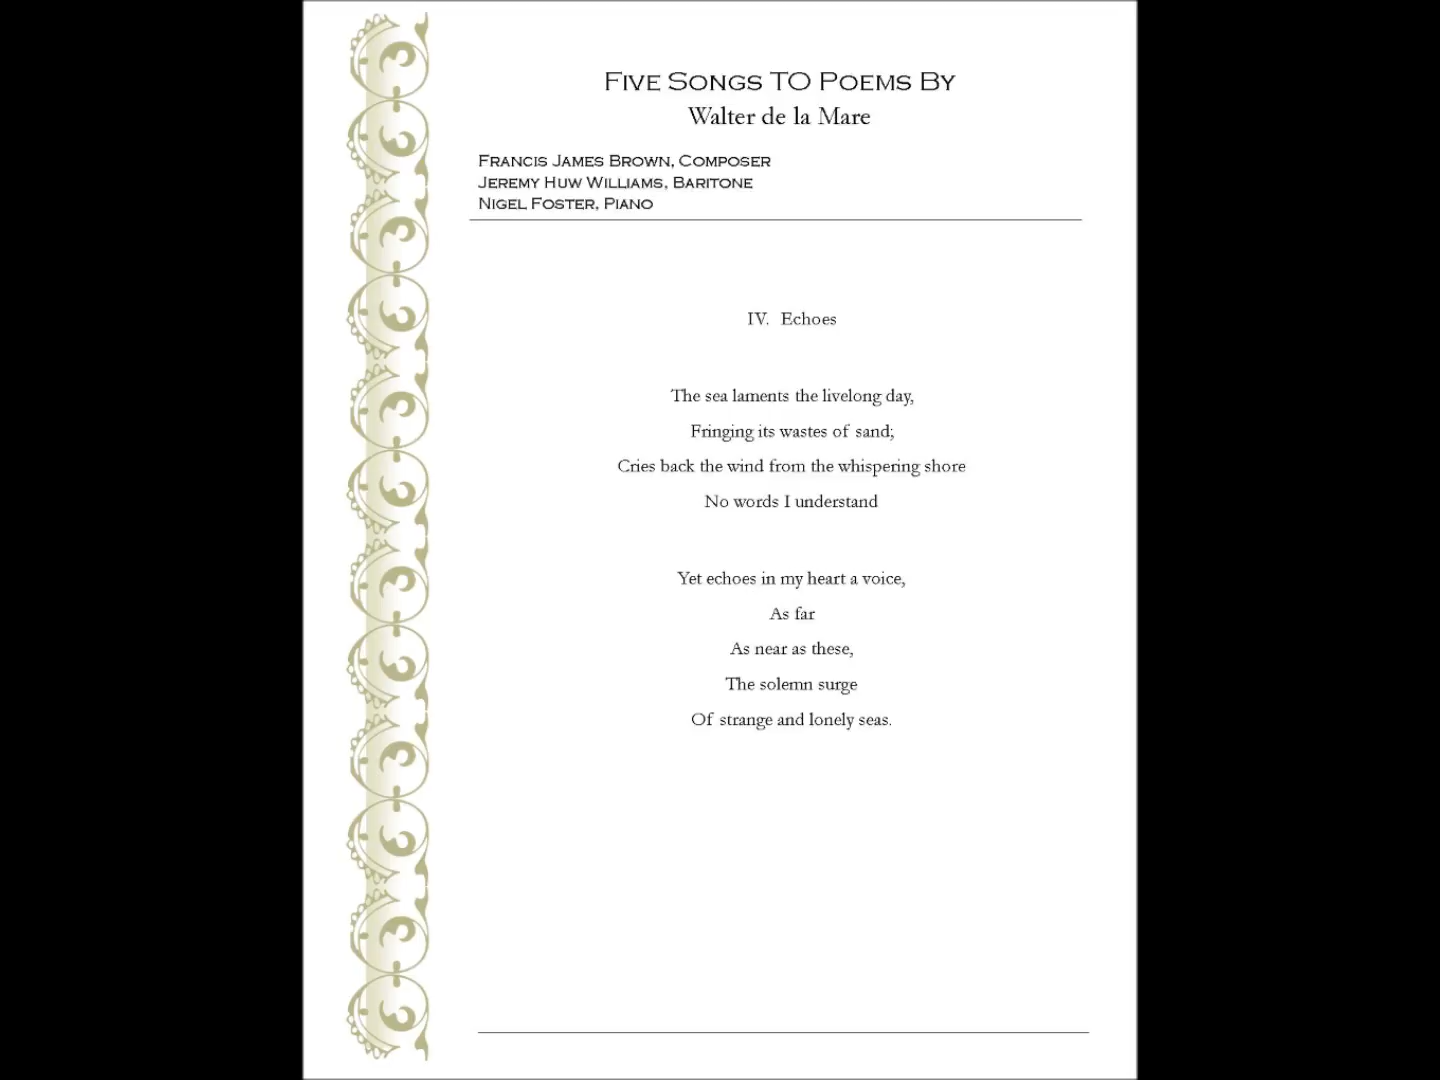 Five Songs TO Poems By
Walter de la Mare
Francis James Brown, Composer
Jeremy Huw Williams, Baritone
Nigel Foster, Piano
IV. Echoes
The sea laments the livelong day,
Fringing its wastes of sand;
Cries back the wind from the whispering shore
No words I understand
Yet echoes in my heart a voice,
As far
As near as these,
The solemn surge
Of strange and lonely seas.